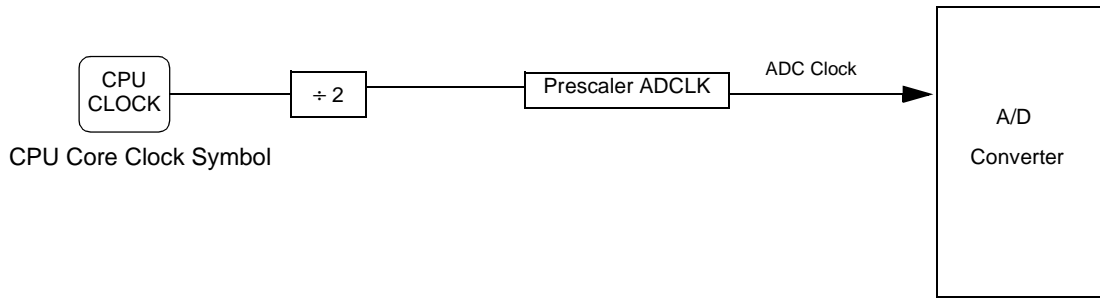 CPU
CLOCK
CPU Core Clock Symbol
÷ 2
Prescaler ADCLK
ADC Clock
A/D
Converter